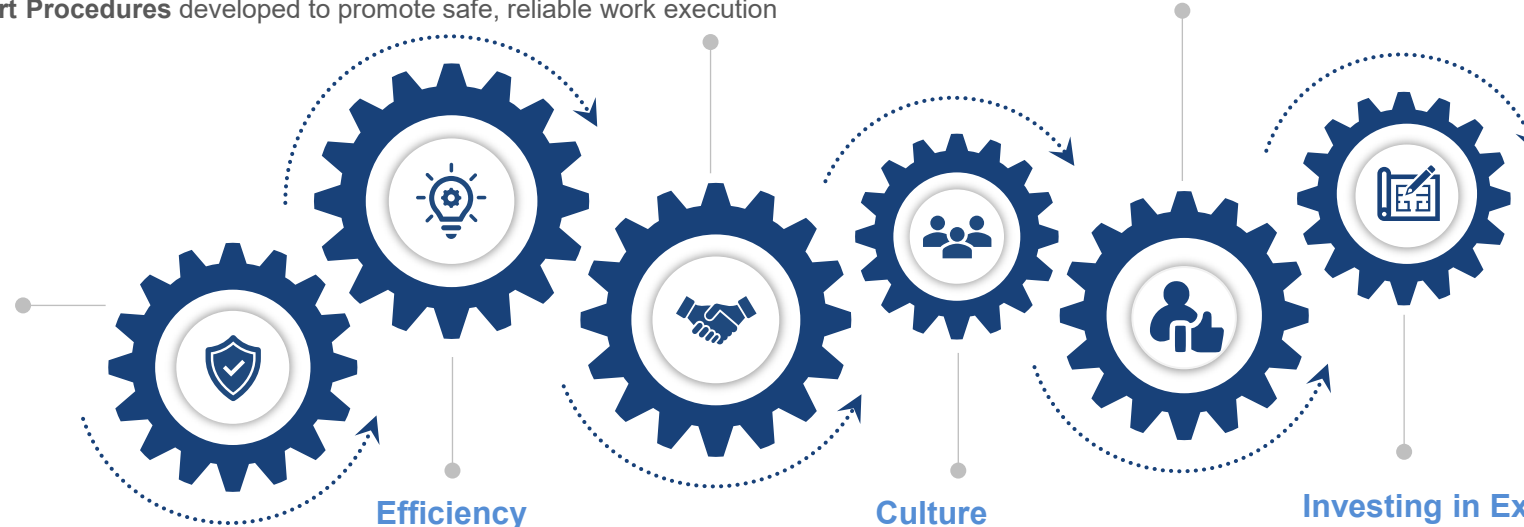 rt Procedures developed to promote safe, reliable work execution
Efficiency
Culture
Investing in Ex